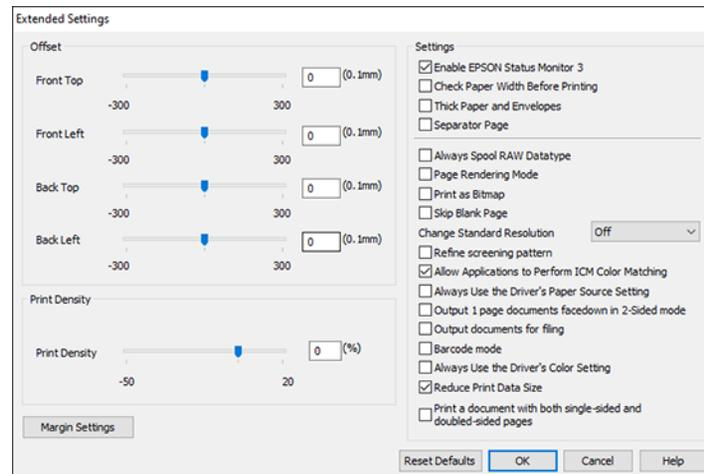 Extended Settings
Offset
Front Top
0
(0.1mm)
-300
300
Front Left
0
(0.1mm)
-300
300
Back Top
0
(0.1mm)
-300
300
Back Left
0
(0.1mm)
-300
300
Print Density
Print Density
0
(%)
-50
20
Margin Settings
Settings
Enable EPSON Status Monitor 3
Check Paper Width Before Printing
Thick Paper and Envelopes
Separator Page
Always Spool RAW Datatype
Page Rendering Mode
Print as Bitmap
Skip Blank Page
Change Standard Resolution
Off
Refine screening pattern
Allow Applications to Perform ICM Color Matching
Always Use the Driver's Paper Source Setting
Output 1 page documents facedown in 2-Sided mode
Output documents for filing
Barcode mode
Always Use the Driver's Color Setting
Reduce Print Data Size
Print a document with both single-sided and
doubled-sided pages
Reset Defaults
OK
Cancel
Help